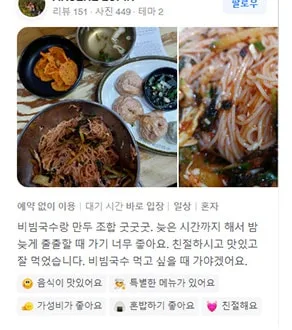 리뷰 151 · 사진 449 · 테마 2
팔로우
예약 없이 이용 | 대기 시간 바로 입장 | 일상 | 혼자
비빔국수랑 만두 조합 굿굿굿. 늦은 시간까지 해서 밤
늦게 출출할 때 가기 너무 좋아요. 친절하시고 맛있고
잘 먹었습니다. 비빔국수 먹고 싶을 때 가야겠어요.
음식이 맛있어요 특별한 메뉴가 있어요
가성비가 좋아요 혼밥하기 좋아요 친절해요